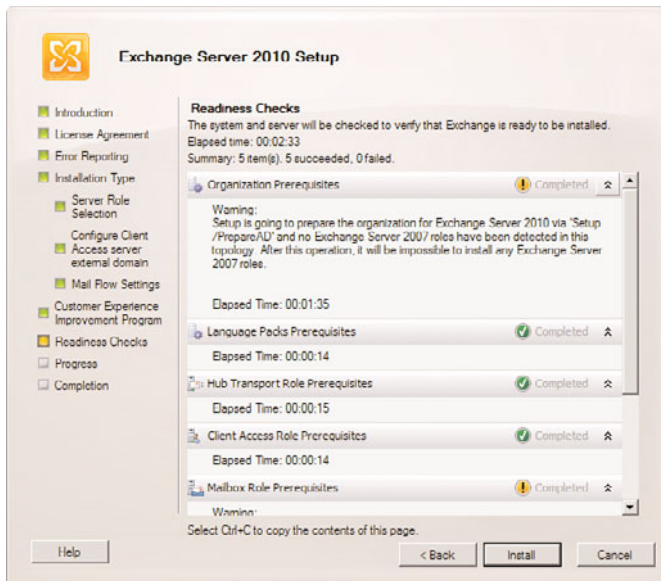 Exchange Server 2010 Setup
Introduction
License Agreement
Error Reporting
Installation Type
Server Role
Selection
Configure Client
Access server
external domain
Mail Flow Settings
Customer Experience
Improvement Program
Readiness Checks
Progress
Completion
Readiness Checks
The system and server will be checked to verify that Exchange is ready to be installed.
Elapsed time: 00:02:33
Summary: 5 item(s). 5 succeeded, 0 failed.
Organization Prerequisites Completed
Warning:
Setup is going to prepare the organization for Exchange Server 2010 via 'Setup
/PrepareAD' and no Exchange Server 2007 roles have been detected in this
topology. After this operation, it will be impossible to install any Exchange Server
2007 roles.
Elapsed Time: 00:01:35
Language Packs Prerequisites Completed
Elapsed Time: 00:00:14
Hub Transport Role Prerequisites Completed
Elapsed Time: 00:00:15
Client Access Role Prerequisites Completed
Elapsed Time: 00:00:14
Mailbox Role Prerequisites Completed
Warning:
Select Ctrl+C to copy the contents of this page.
Help < Back Install Cancel